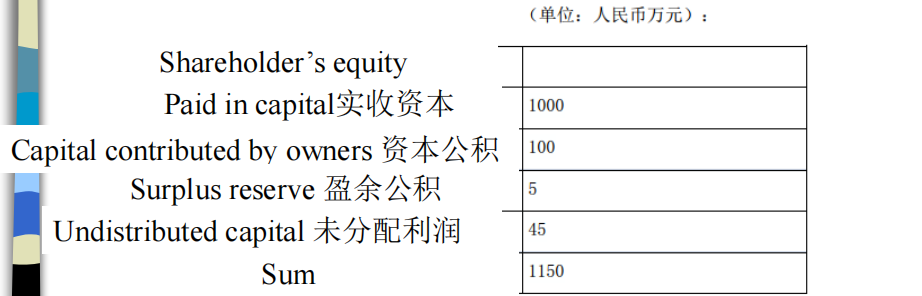 （单位：人民币万元）：
Shareholder’s equity
Paid in capital实收资本 1000
Capital contributed by owners 资本公积 100
Surplus reserve 盈余公积 5
Undistributed capital 未分配利润 45
Sum 1150